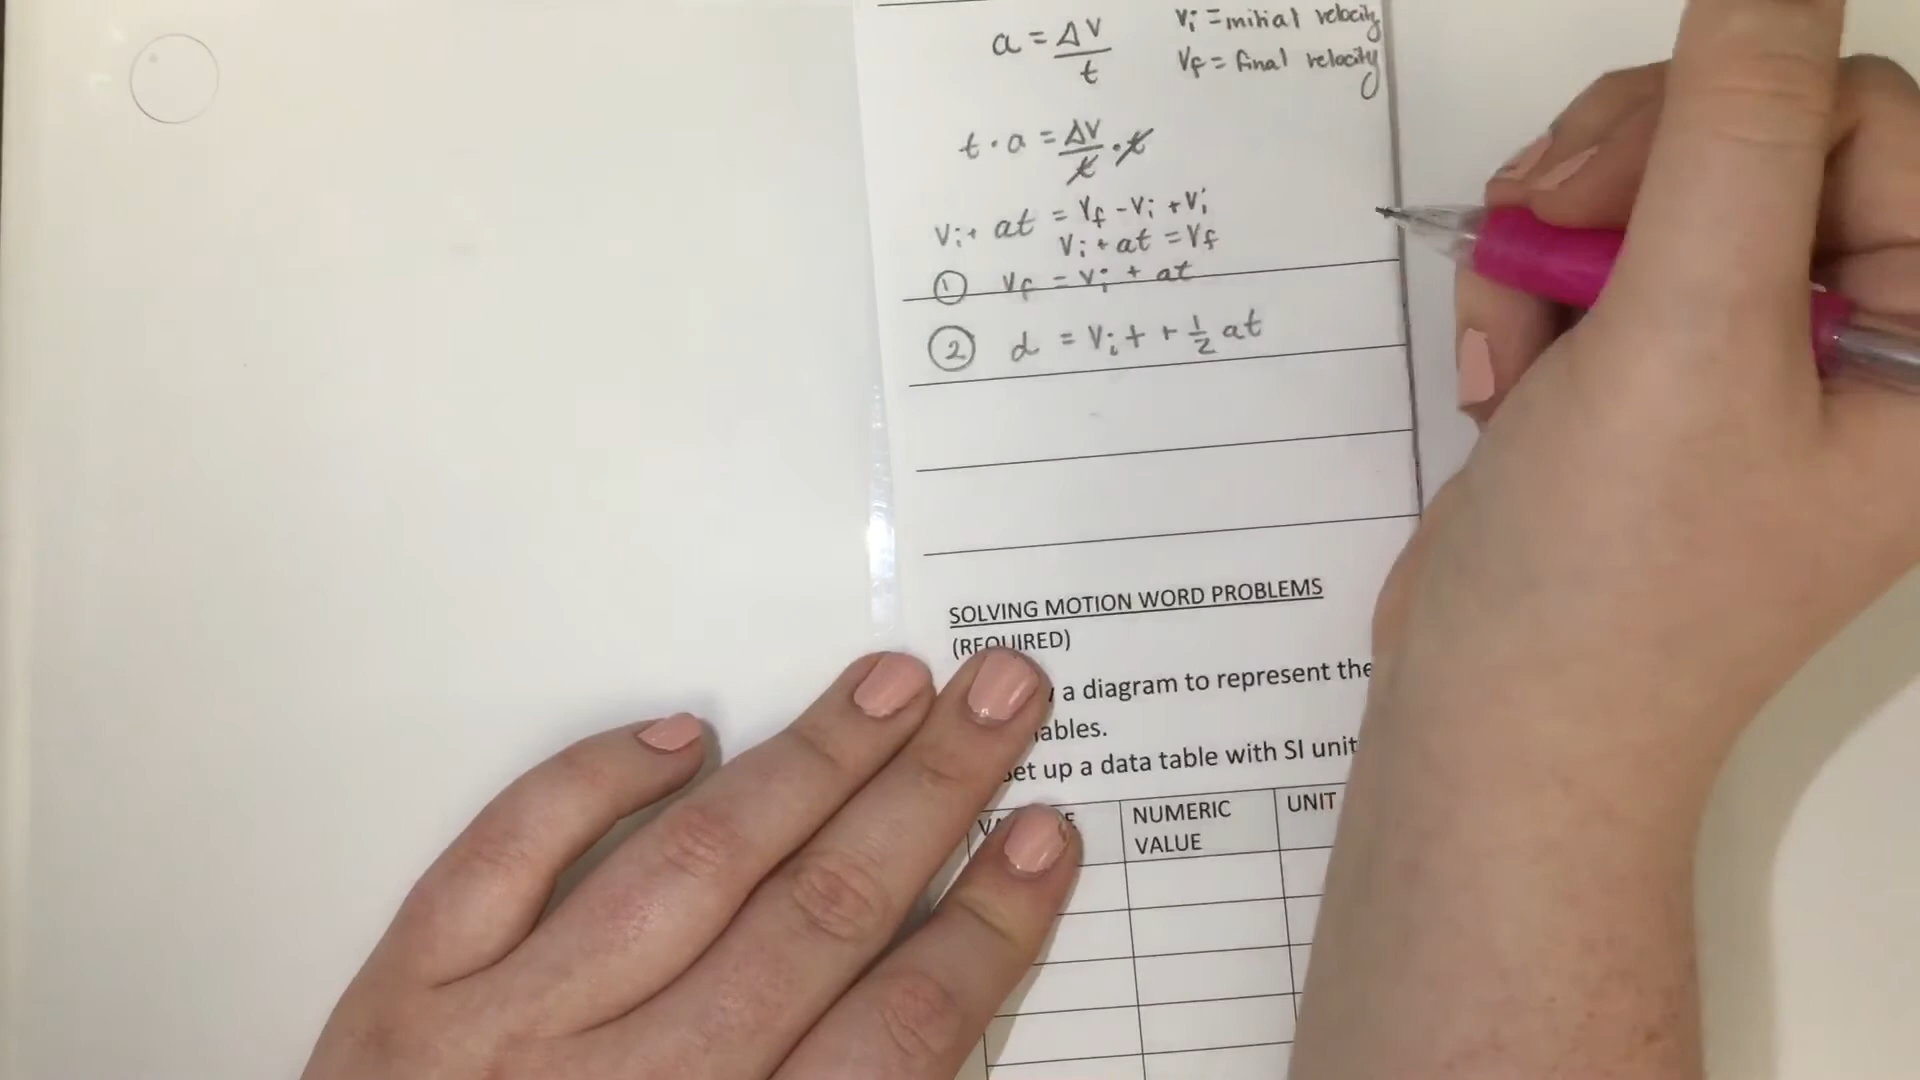 a = ΔV / t
Vi = initial velocity
Vf = final velocity
t · a = ΔV / t · t
Vi + at = Vf - Vi + Vi
Vi + at = Vf
① Vf = Vi + at
② d = Vit + 1/2 at
SOLVING MOTION WORD PROBLEMS
(REQUIRED)
a diagram to represent the
ables.
et up a data table with SI unit
NUMERIC
VALUE
UNIT